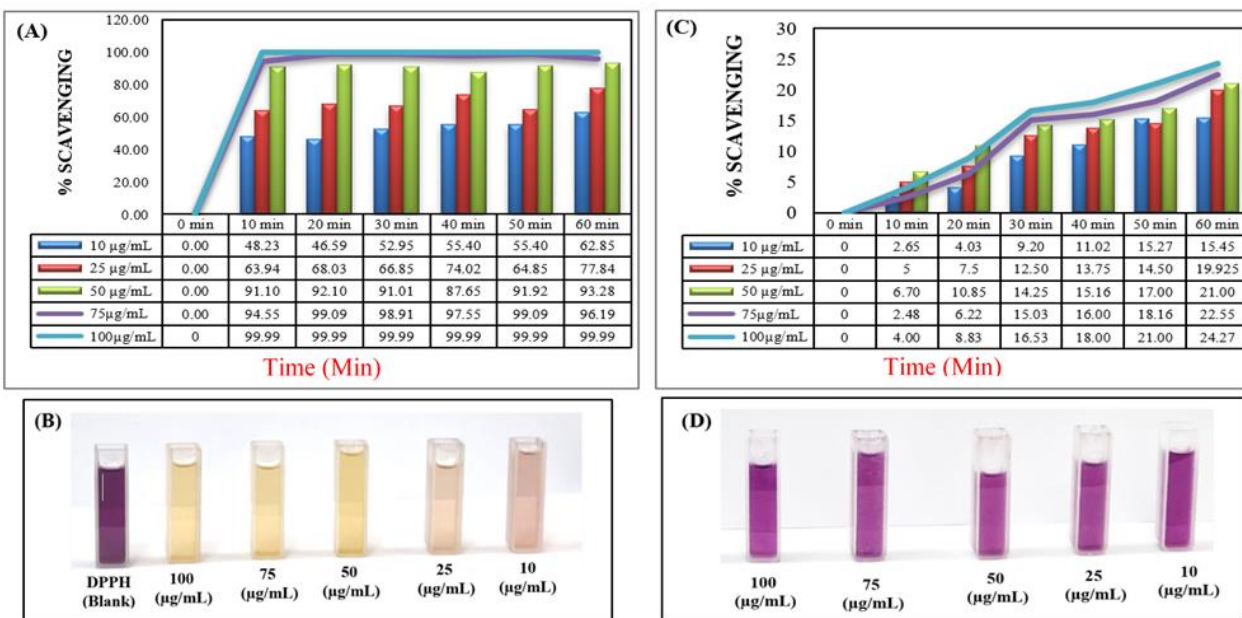 (A)
% SCAVENGING
120.00
100.00
80.00
60.00
40.00
20.00
0.00
0 min 10 min 20 min 30 min 40 min 50 min 60 min
10 µg/mL 0.00 48.23 46.59 52.95 55.40 55.40 62.85
25 µg/mL 0.00 63.94 68.03 66.85 74.02 64.85 77.84
50 µg/mL 0.00 91.10 92.10 91.01 87.65 91.92 93.28
75µg/mL 0.00 94.55 99.09 98.91 97.55 99.09 96.19
100µg/mL 0 99.99 99.99 99.99 99.99 99.99 99.99
Time (Min)
(C)
% SCAVENGING
30
25
20
15
10
5
0
0 min 10 min 20 min 30 min 40 min 50 min 60 min
10 µg/mL 0 2.65 4.03 9.20 11.02 15.27 15.45
25 µg/mL 0 5 7.5 12.50 13.75 14.50 19.925
50 µg/mL 0 6.70 10.85 14.25 15.16 17.00 21.00
75µg/mL 0 2.48 6.22 15.03 16.00 18.16 22.55
100µg/mL 0 4.00 8.83 16.53 18.00 21.00 24.27
Time (Min)
(B)
DPPH
(Blank)
100
(µg/mL)
75
(µg/mL)
50
(µg/mL)
25
(µg/mL)
10
(µg/mL)
(D)
100
(µg/mL)
75
(µg/mL)
50
(µg/mL)
25
(µg/mL)
10
(µg/mL)